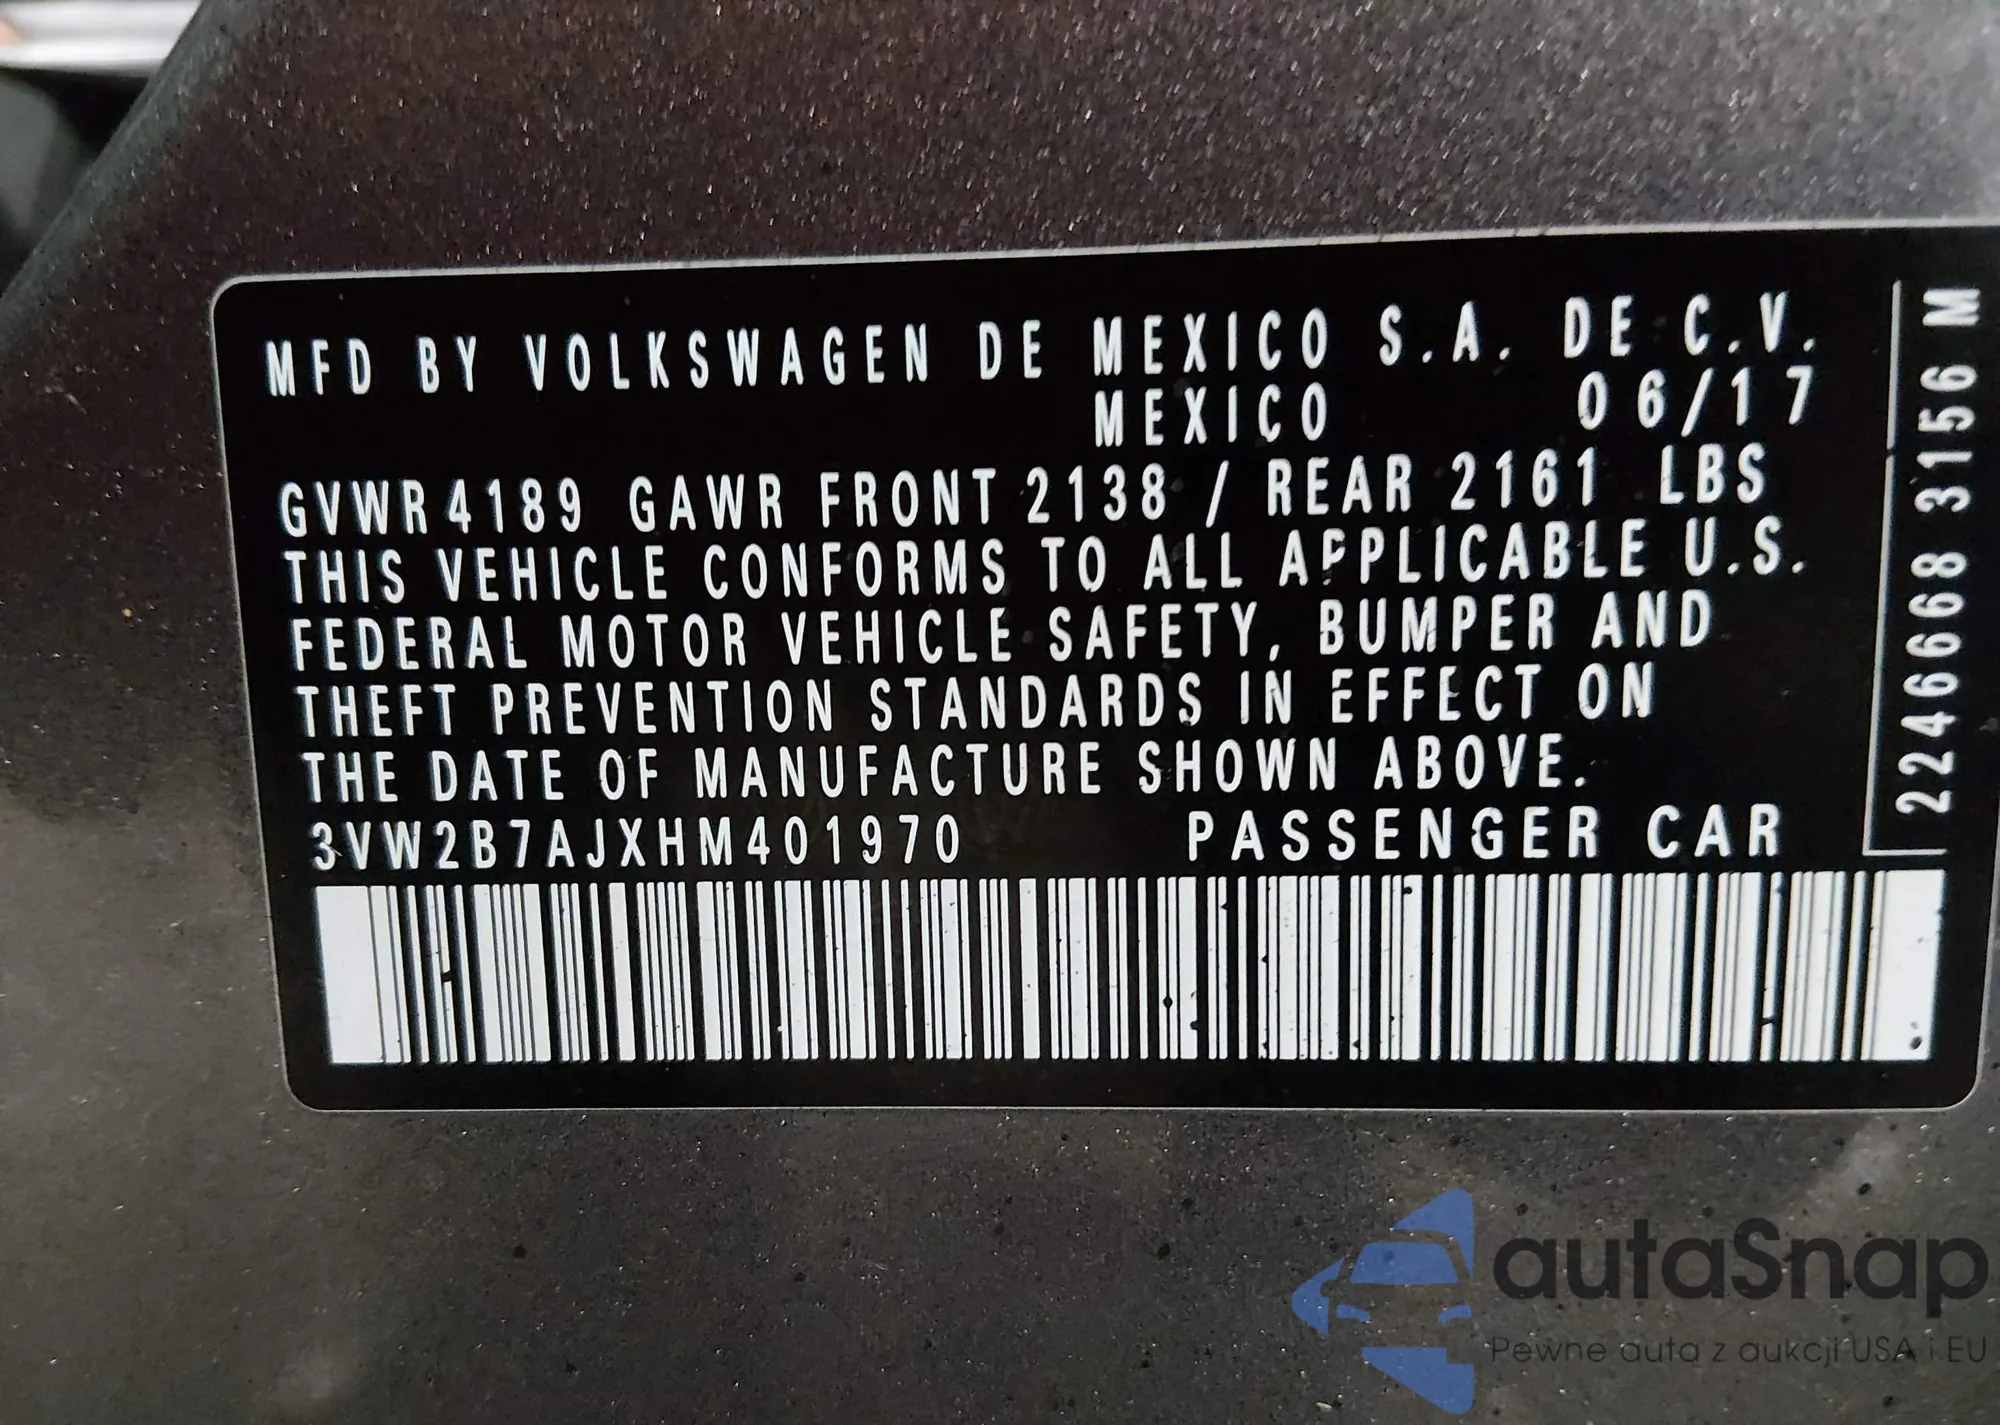 MFD BY VOLKSWAGEN DE MEXICO S.A. DE C.V.
MEXICO 06/17
GVWR 4189 GAWR FRONT 2138 / REAR 2161 LBS
THIS VEHICLE CONFORMS TO ALL APPLICABLE U.S.
FEDERAL MOTOR VEHICLE SAFETY, BUMPER AND
THEFT PREVENTION STANDARDS IN EFFECT ON
THE DATE OF MANUFACTURE SHOWN ABOVE.
3VW2B7AJXHM401970 PASSENGER CAR
2246668 3156 M
autaSnap
Pewne auta z aukcji USA i EU